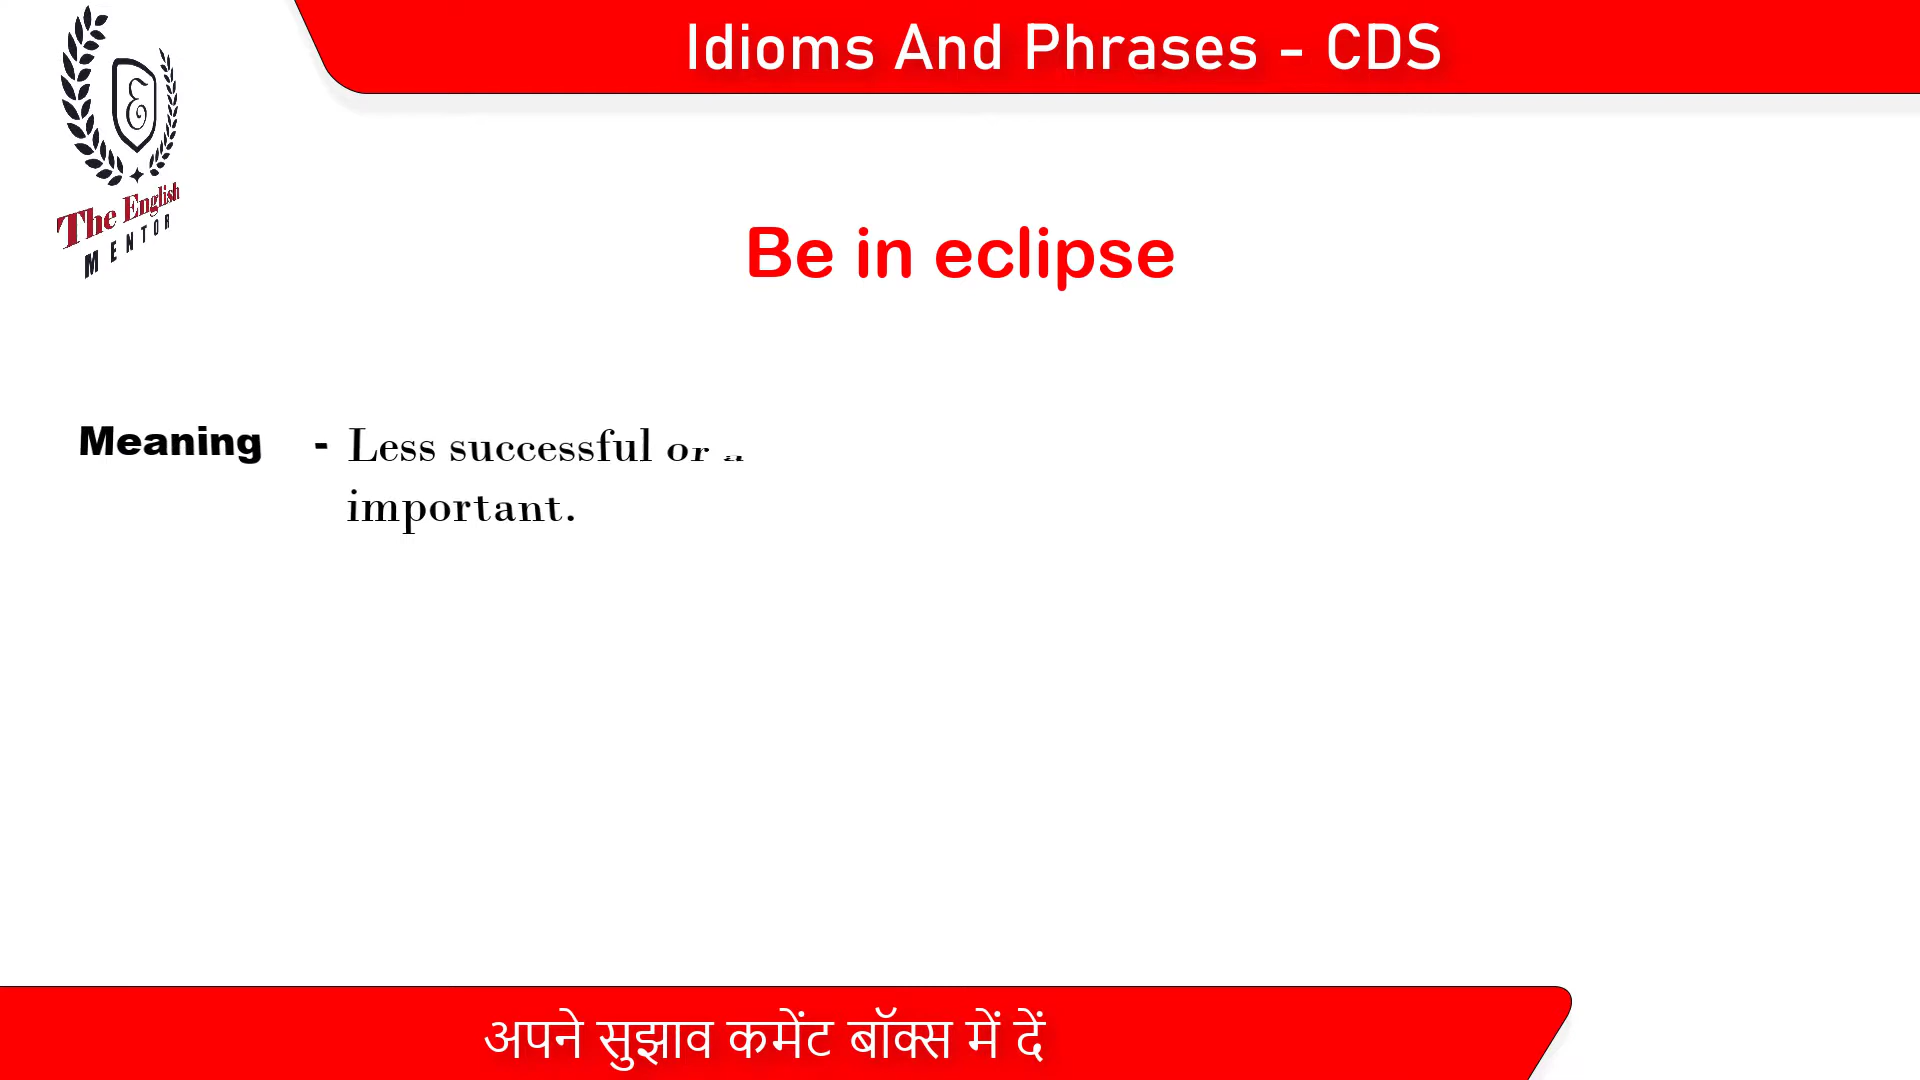 Idioms And Phrases - CDS
E
The English
MENTOR
Be in eclipse
Meaning - Less successful or
important.
अपने सुझाव कमेंट बॉक्स में दें